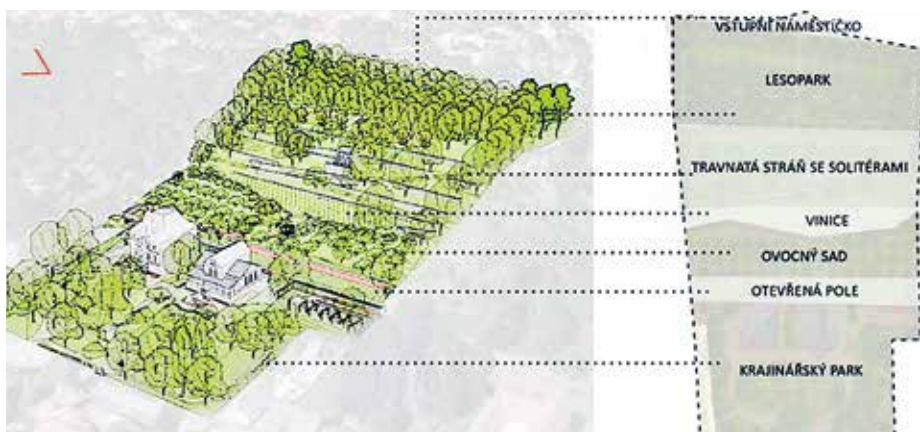 VSTUPNÍ NÁMĚSTÍČKO
LESOPARK
TRAVNATÁ STRÁŇ SE SOLITÉRAMI
VINICE
OVOCNÝ SAD
OTEVŘENÁ POLE
KRAJINÁŘSKÝ PARK